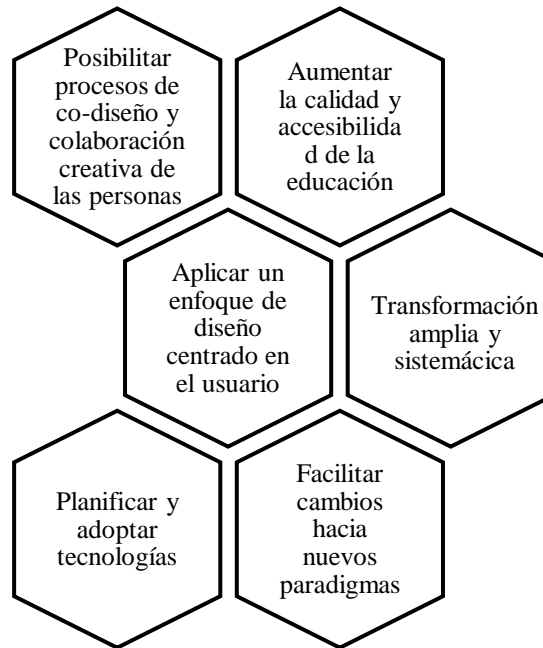 Posibilitar
procesos de
co-diseño y
colaboración
creativa de
las personas
Aumentar
la calidad y
accesibilida
d de la
educación
Aplicar un
enfoque de
diseño
centrado en
el usuario
Transformación
amplia y
sistemácica
Planificar y
adoptar
tecnologías
Facilitar
cambios
hacia
nuevos
paradigmas